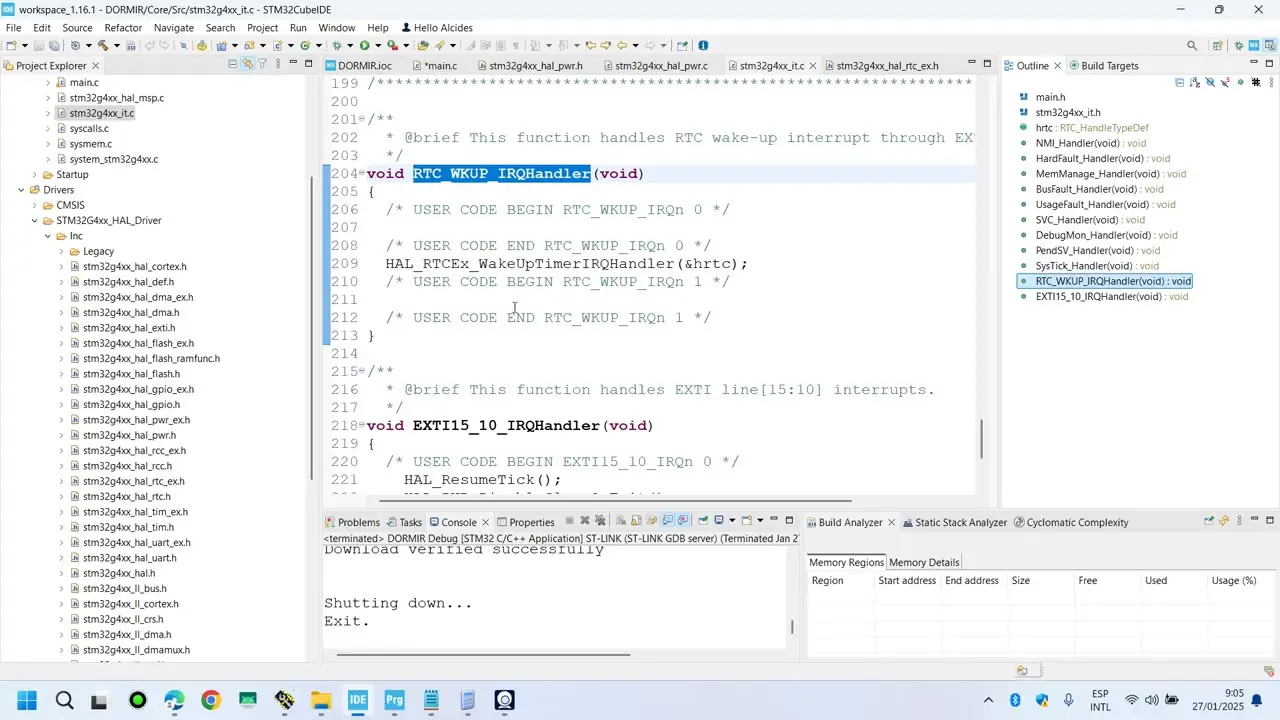 workspace_1.16.1 - DORMIR/Core/Src/stm32g4xx_it.c - STM32CubeIDE
File Edit Source Refactor Navigate Search Project Run Window Help Hello Alcides
Project Explorer
main.c
stm32g4xx_hal_msp.c
stm32g4xx_it.c
syscalls.c
sysmem.c
system_stm32g4xx.c
Startup
Drivers
CMSIS
STM32G4xx_HAL_Driver
Inc
Legacy
stm32g4xx_hal_cortex.h
stm32g4xx_hal_def.h
stm32g4xx_hal_dma_ex.h
stm32g4xx_hal_dma.h
stm32g4xx_hal_exti.h
stm32g4xx_hal_flash_ex.h
stm32g4xx_hal_flash_ramfunc.h
stm32g4xx_hal_flash.h
stm32g4xx_hal_gpio_ex.h
stm32g4xx_hal_gpio.h
stm32g4xx_hal_pwr_ex.h
stm32g4xx_hal_pwr.h
stm32g4xx_hal_rcc_ex.h
stm32g4xx_hal_rcc.h
stm32g4xx_hal_rtc_ex.h
stm32g4xx_hal_rtc.h
stm32g4xx_hal_tim_ex.h
stm32g4xx_hal_tim.h
stm32g4xx_hal_uart_ex.h
stm32g4xx_hal_uart.h
stm32g4xx_hal.h
stm32g4xx_ll_bus.h
stm32g4xx_ll_cortex.h
stm32g4xx_ll_crs.h
stm32g4xx_ll_dma.h
stm32g4xx_ll_dmamux.h
DORMIR.ioc *main.c stm32g4xx_hal_pwr.h stm32g4xx_hal_pwr.c stm32g4xx_it.c stm32g4xx_hal_rtc_ex.h
199 /******************************************************************
200
201 /**
202 * @brief This function handles RTC wake-up interrupt through EX
203 */
204 void RTC_WKUP_IRQHandler(void)
205 {
206 /* USER CODE BEGIN RTC_WKUP_IRQn 0 */
207
208 /* USER CODE END RTC_WKUP_IRQn 0 */
209 HAL_RTCEx_WakeUpTimerIRQHandler(&hrtc);
210 /* USER CODE BEGIN RTC_WKUP_IRQn 1 */
211
212 /* USER CODE END RTC_WKUP_IRQn 1 */
213 }
214
215 /**
216 * @brief This function handles EXTI line[15:10] interrupts.
217 */
218 void EXTI15_10_IRQHandler(void)
219 {
220 /* USER CODE BEGIN EXTI15_10_IRQn 0 */
221 HAL_ResumeTick();
Outline Build Targets
main.h
stm32g4xx_it.h
hrtc : RTC_HandleTypeDef
NMI_Handler(void) : void
HardFault_Handler(void) : void
MemManage_Handler(void) : void
BusFault_Handler(void) : void
UsageFault_Handler(void) : void
SVC_Handler(void) : void
DebugMon_Handler(void) : void
PendSV_Handler(void) : void
SysTick_Handler(void) : void
RTC_WKUP_IRQHandler(void) : void
EXTI15_10_IRQHandler(void) : void
Problems Tasks Console Properties
<terminated> DORMIR Debug [STM32 C/C++ Application] ST-LINK (ST-LINK GDB server) (Terminated Jan 2
Download verified successfully
Shutting down...
Exit.
Build Analyzer Static Stack Analyzer Cyclomatic Complexity
Memory Regions Memory Details
Region Start address End address Size Free Used Usage (%)
IDE Prg
ESP
INTL
9:05
27/01/2025